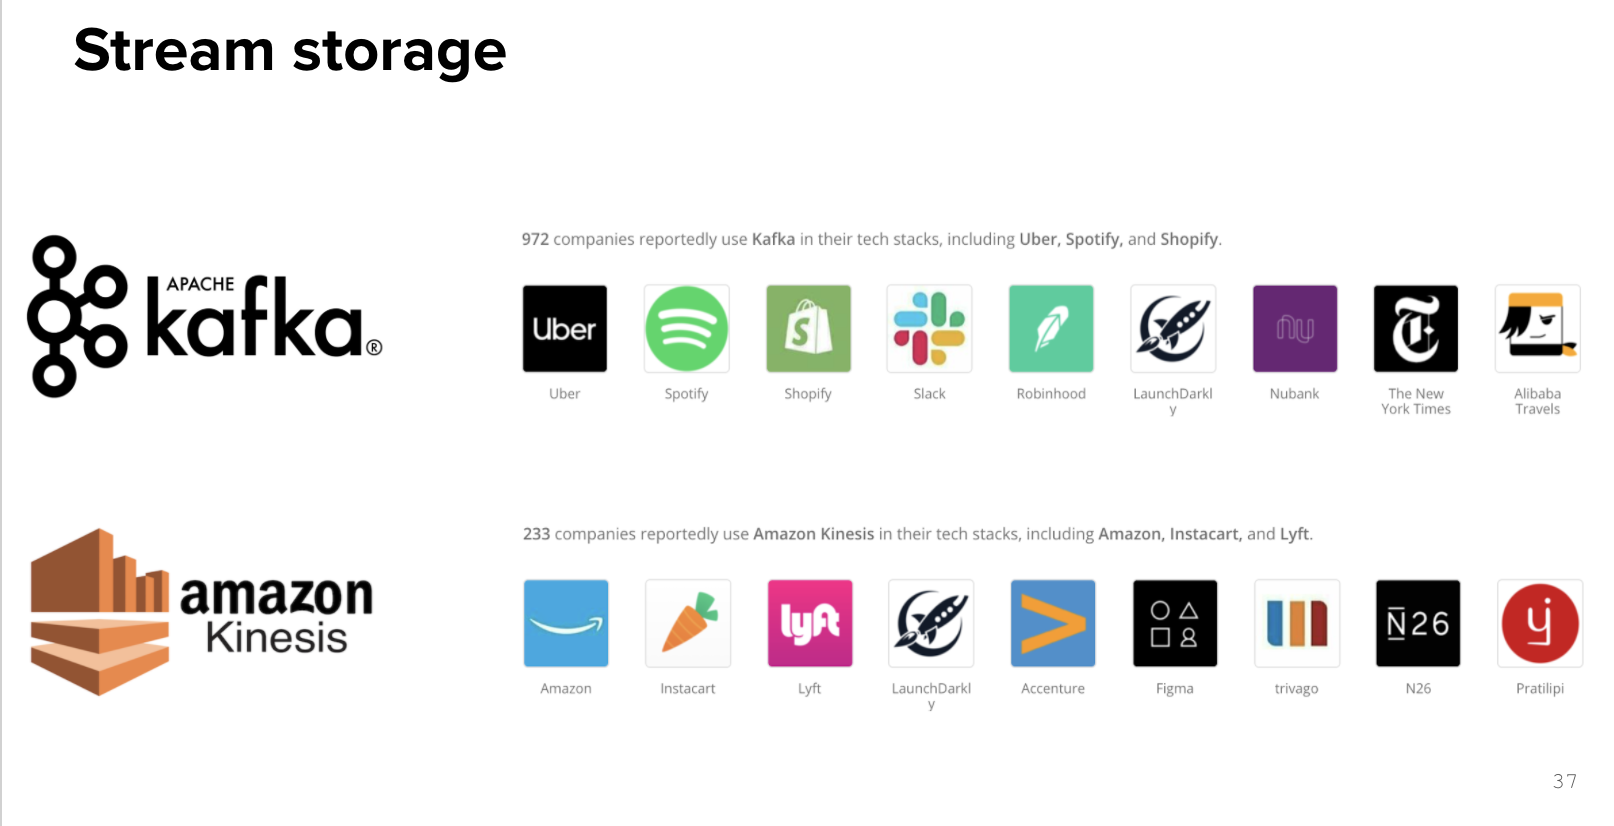 Stream storage
972 companies reportedly use Kafka in their tech stacks, including Uber, Spotify, and Shopify.
APACHE
kafka®
Uber
nu
Uber
Spotify
Shopify
Slack
Robinhood
LaunchDarkl
y
Nubank
The New
York Times
Alibaba
Travels
233 companies reportedly use Amazon Kinesis in their tech stacks, including Amazon, Instacart, and Lyft.
amazon
Kinesis
lyft
N26
Amazon
Instacart
Lyft
LaunchDarkl
y
Accenture
Figma
trivago
N26
Pratilipi
37